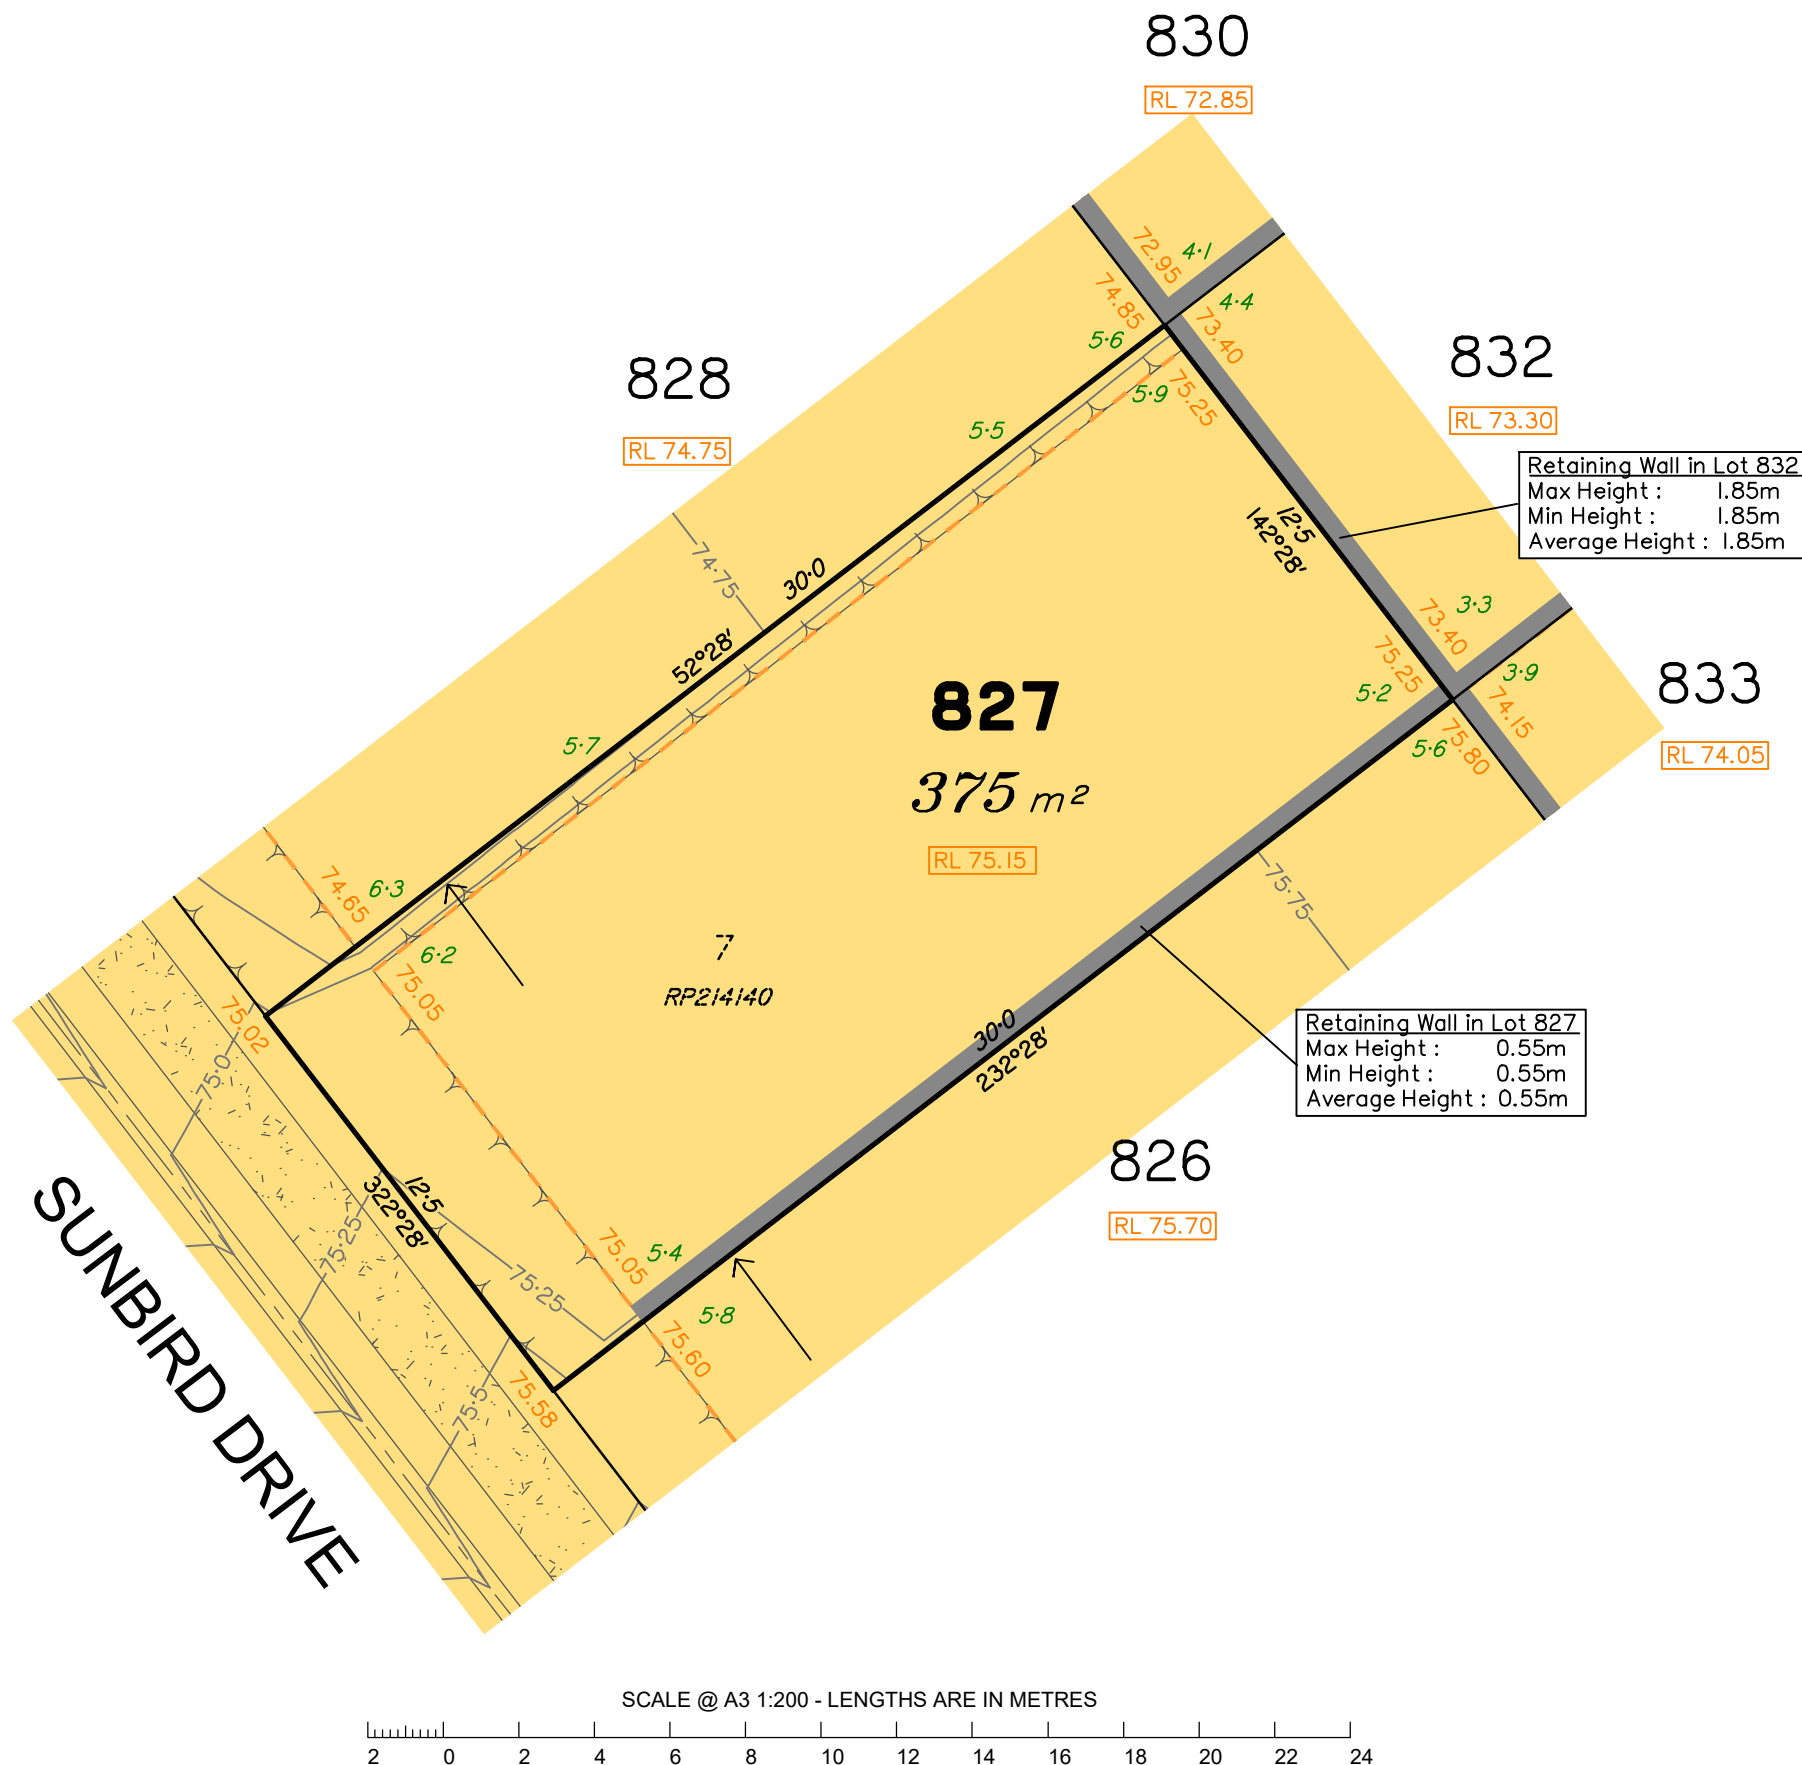 830
RL 72.85
72.95
4·1
74.85
4·4
73.40
5·6
828
RL 74.75
832
RL 73.30
5·9
75.25
5·5
Retaining Wall in Lot 832
Max Height : 1.85m
Min Height : 1.85m
Average Height : 1.85m
12·5
142°28'
74·75
30·0
52°28'
73.40
3·3
75.25
5·2
3·9
74.15
833
RL 74.05
827
375 m²
RL 75.15
5·6
75.80
5·7
6·3
74.65
6·2
75.05
75·75
7
RP214140
75.02
75·0
30·0
232°28'
Retaining Wall in Lot 827
Max Height : 0.55m
Min Height : 0.55m
Average Height : 0.55m
826
RL 75.70
12·5
322°28'
75·25
75·25
75.05
5·4
5·8
75.60
75.58
75·5
SUNBIRD DRIVE
SCALE @ A3 1:200 - LENGTHS ARE IN METRES
2 0 2 4 6 8 10 12 14 16 18 20 22 24